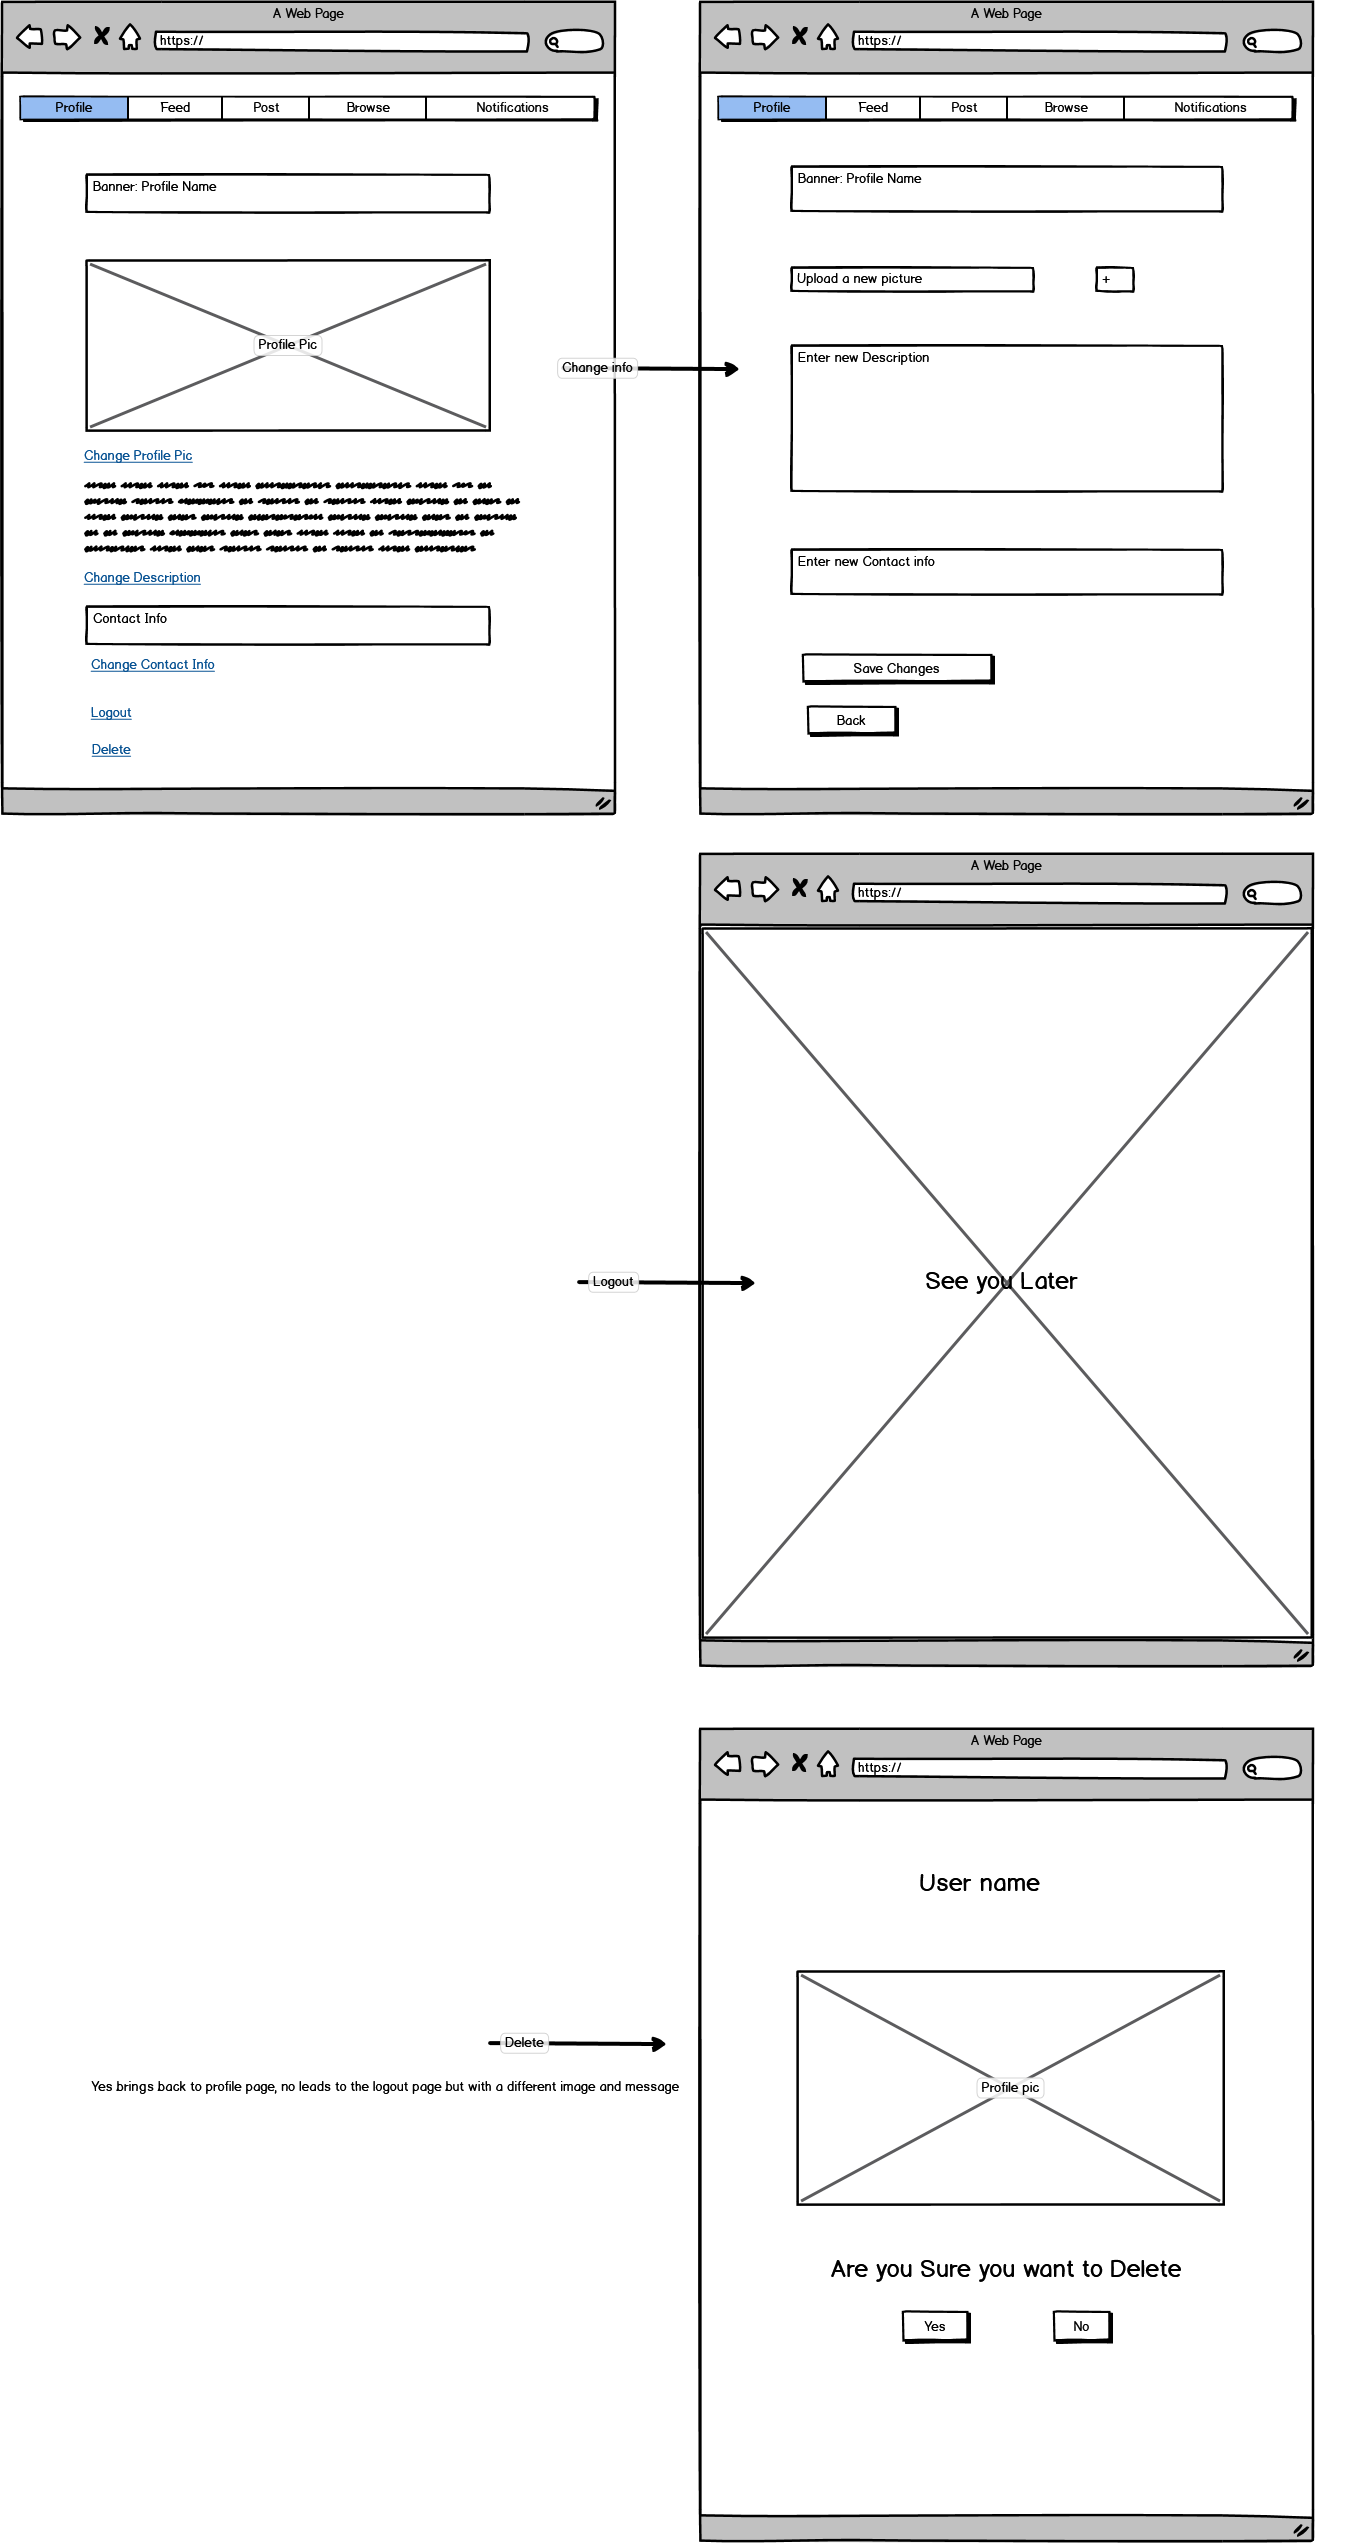 A Web Page
https://
Profile Feed Post Browse Notifications
Banner: Profile Name
Profile Pic
Change Profile Pic
Change Description
Contact Info
Change Contact Info
Logout
Delete
Change info
A Web Page
https://
Profile Feed Post Browse Notifications
Banner: Profile Name
Upload a new picture +
Enter new Description
Enter new Contact info
Save Changes
Back
Logout
A Web Page
https://
See you Later
Delete
Yes brings back to profile page, no leads to the logout page but with a different image and message
A Web Page
https://
User name
Profile pic
Are you Sure you want to Delete
Yes No